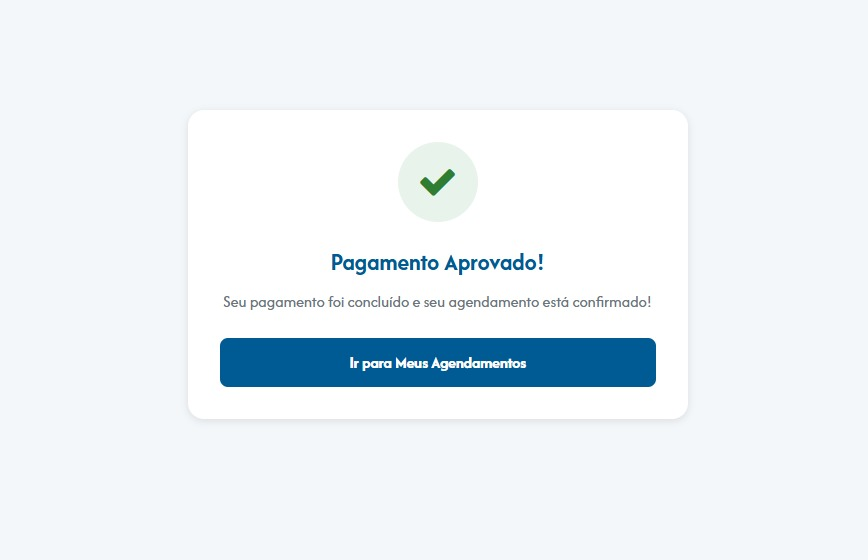 Pagamento Aprovado!
Seu pagamento foi concluído e seu agendamento está confirmado!
Ir para Meus Agendamentos